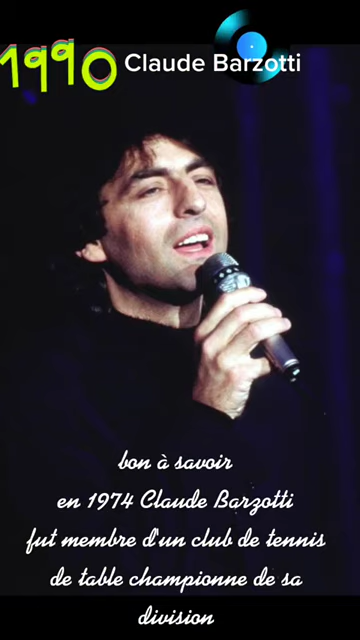 1990 Claude Barzotti
bon à savoir
en 1974 Claude Barzotti
fut membre d'un club de tennis
de table championne de sa
division